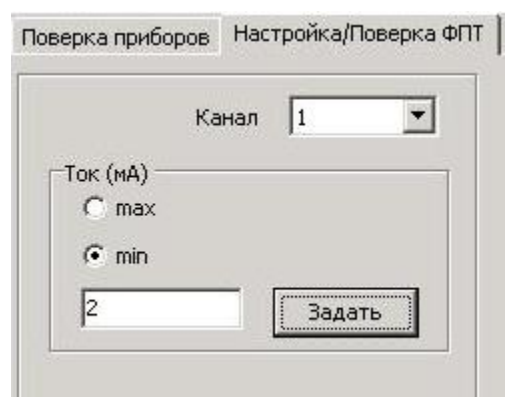 Поверка приборов Настройка/Поверка ФПТ
Канал 1
Ток (мА)
max
min
2 Задать